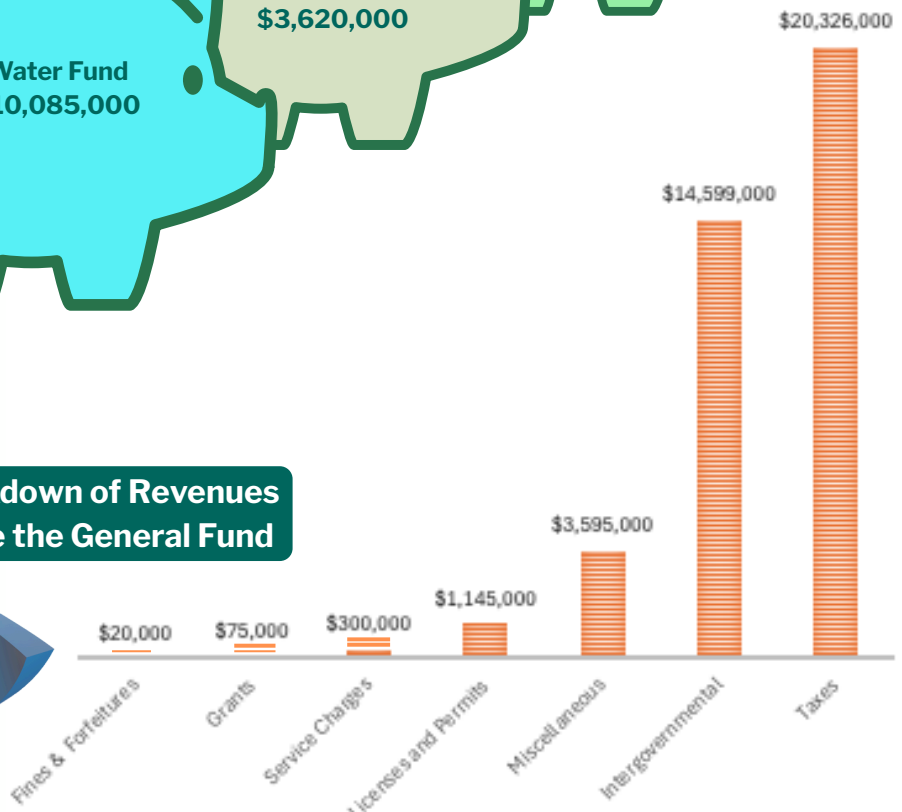 $3,620,000
Water Fund
10,085,000
down of Revenues
the General Fund
$20,326,000
$14,599,000
$3,595,000
$1,145,000
$300,000
$75,000
$20,000
Fines & Forfeitures
Grants
Service Charges
Licenses and Permits
Miscellaneous
Intergovernmental
Taxes